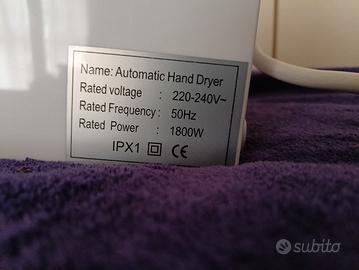 Name: Automatic Hand Dryer
Rated voltage : 220-240V~
Rated Frequency : 50Hz
Rated Power : 1800W
IPX1 CE
subito